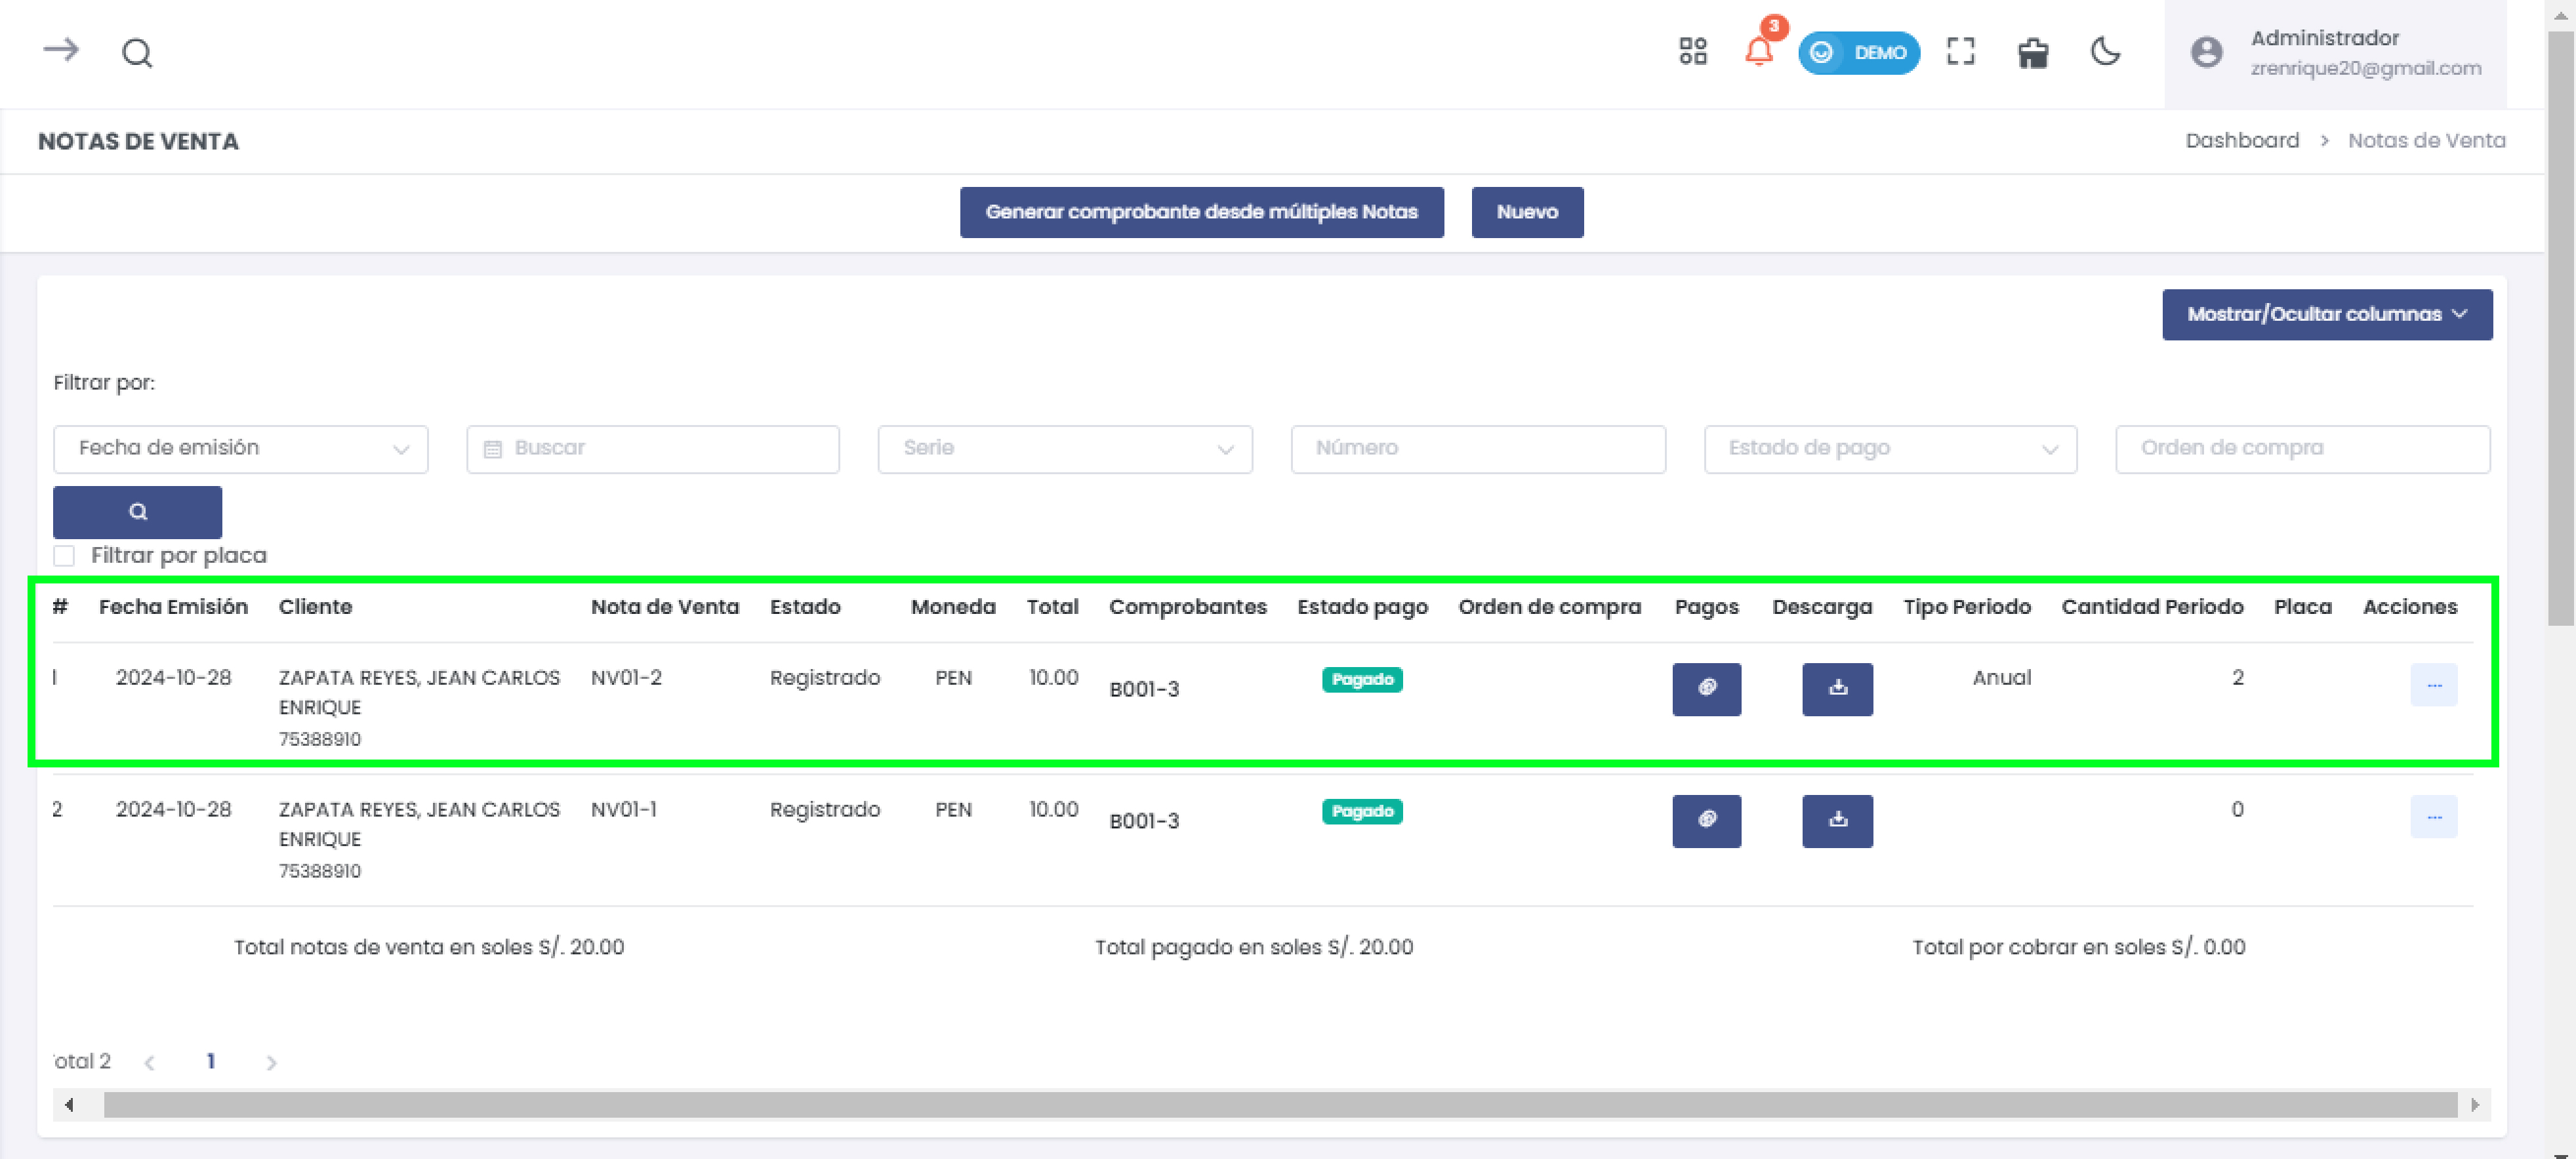 3
DEMO
Administrador
zrenrique20@gmail.com
NOTAS DE VENTA
Dashboard > Notas de Venta
Generar comprobante desde múltiples Notas
Nuevo
Mostrar/Ocultar columnas
Filtrar por:
Fecha de emisión
Buscar
Serie
Número
Estado de pago
Orden de compra
Filtrar por placa
# Fecha Emisión Cliente Nota de Venta Estado Moneda Total Comprobantes Estado pago Orden de compra Pagos Descarga Tipo Periodo Cantidad Periodo Placa Acciones
1 2024-10-28 ZAPATA REYES, JEAN CARLOS NV01-2 Registrado PEN 10.00 B001-3 Pagado Anual 2 ...
ENRIQUE
75388910
2 2024-10-28 ZAPATA REYES, JEAN CARLOS NV01-1 Registrado PEN 10.00 B001-3 Pagado 0 ...
ENRIQUE
75388910
Total notas de venta en soles S/. 20.00
Total pagado en soles S/. 20.00
Total por cobrar en soles S/. 0.00
otal 2 < 1 >